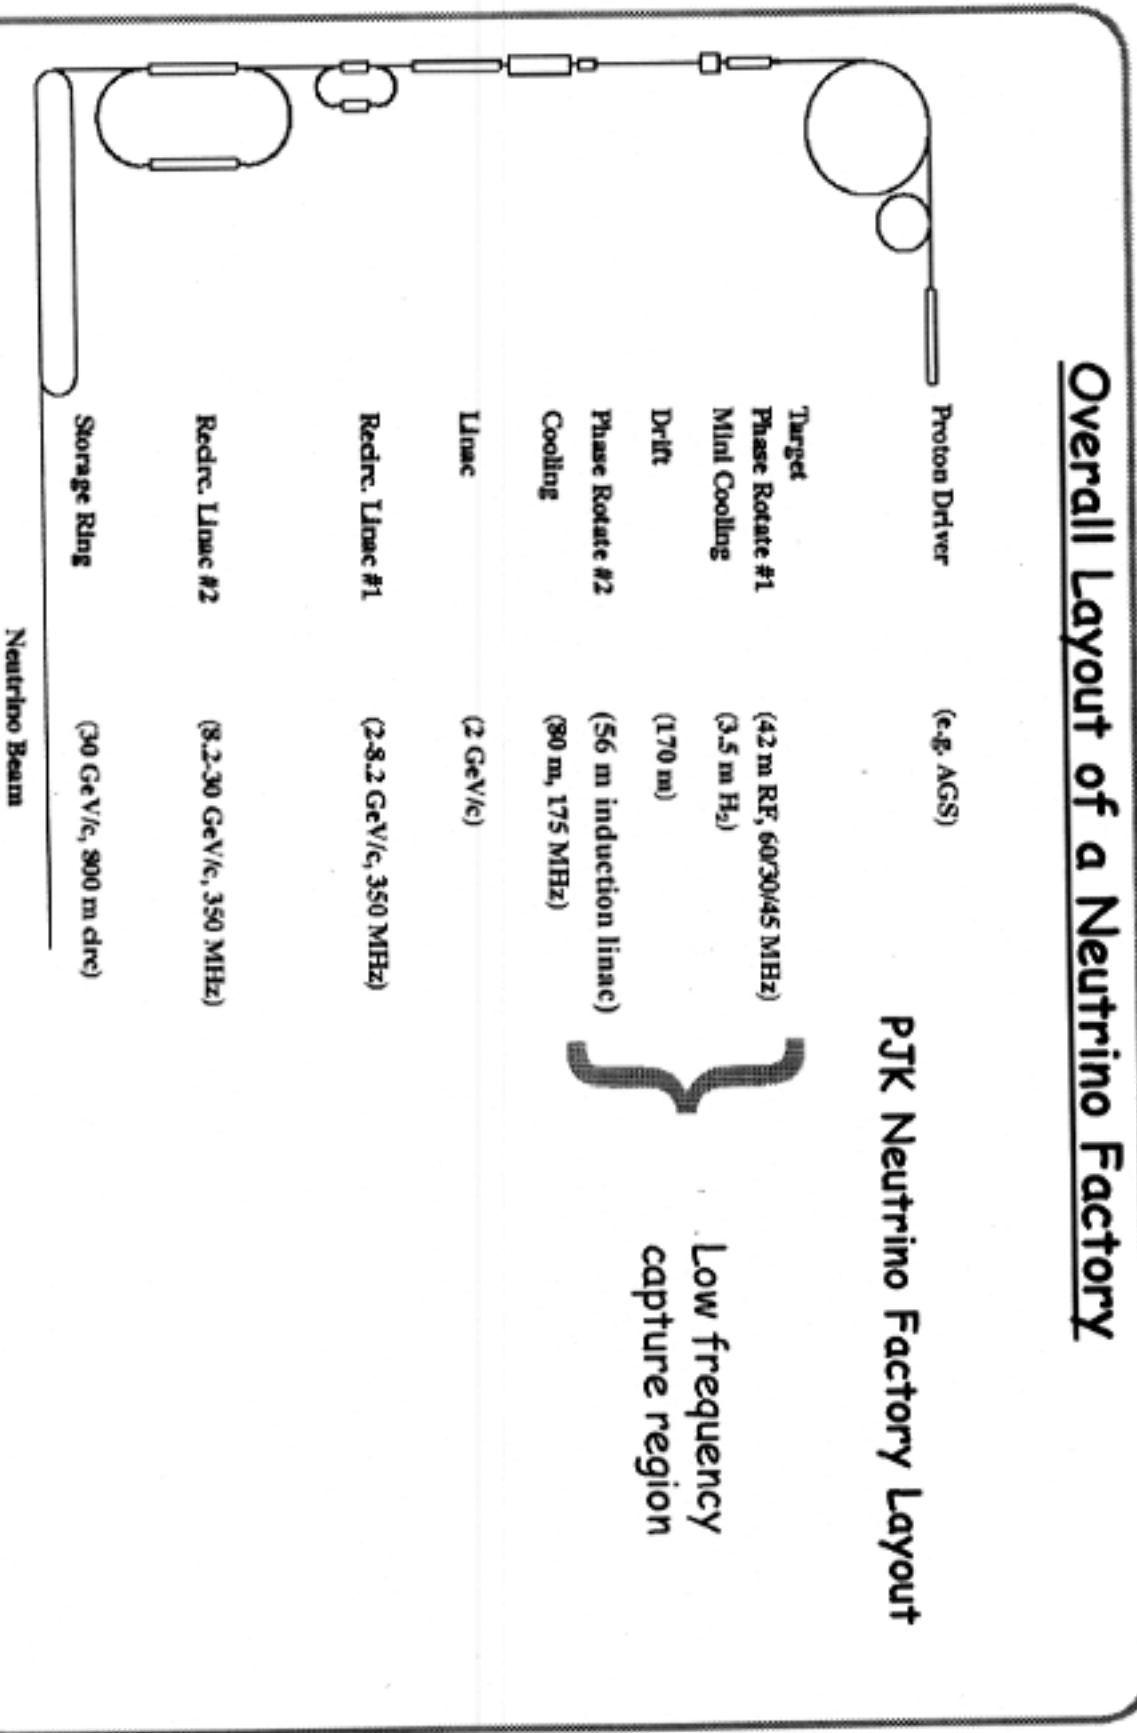 Overall Layout of a Neutrino Factory
PJK Neutrino Factory Layout
Proton Driver (e.g. AGS)
Target
Phase Rotate #1 (42 m RF, 60/30/45 MHz)
Mini Cooling (3.5 m H₂)
Drift (170 m)
Phase Rotate #2 (56 m induction linac)
Cooling (80 m, 175 MHz)
Linac (2 GeV/c)
Recirc. Linac #1 (2-8.2 GeV/c, 350 MHz)
Recirc. Linac #2 (8.2-30 GeV/c, 350 MHz)
Storage Ring (30 GeV/c, 800 m circ)
Neutrino Beam
Low frequency
capture region